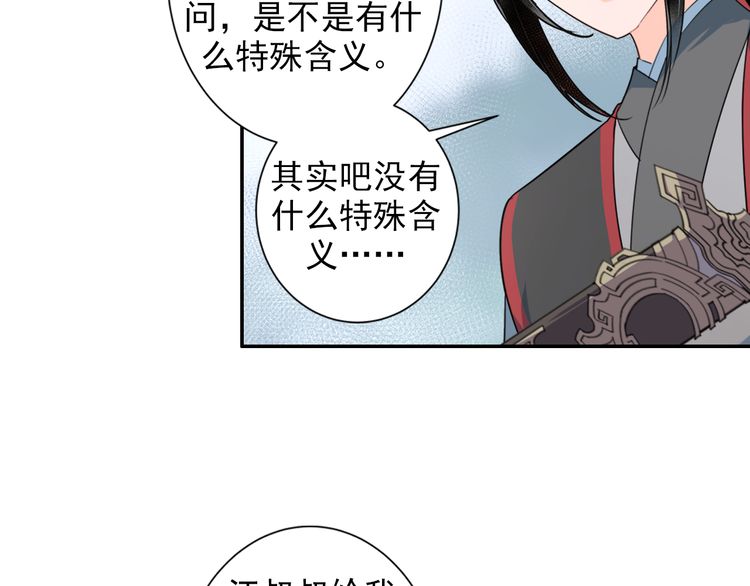 问，是不是有什
么特殊含义。
其实吧没有
什么特殊含
义……